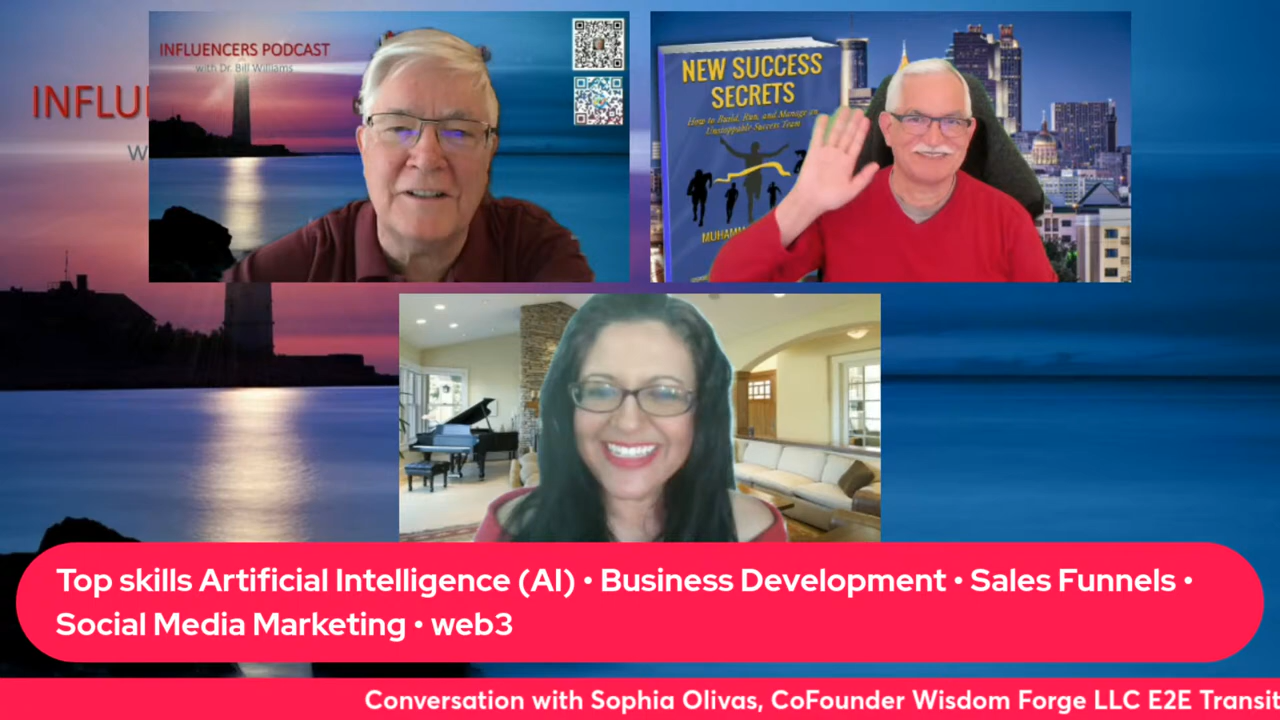 INFLUENCERS PODCAST
with Dr. Bill Williams
NEW SUCCESS
SECRETS
How to Build, Run, and Manage an
Unstoppable Success Team
Top skills Artificial Intelligence (AI) • Business Development • Sales Funnels •
Social Media Marketing • web3
Conversation with Sophia Olivas, CoFounder Wisdom Forge LLC E2E